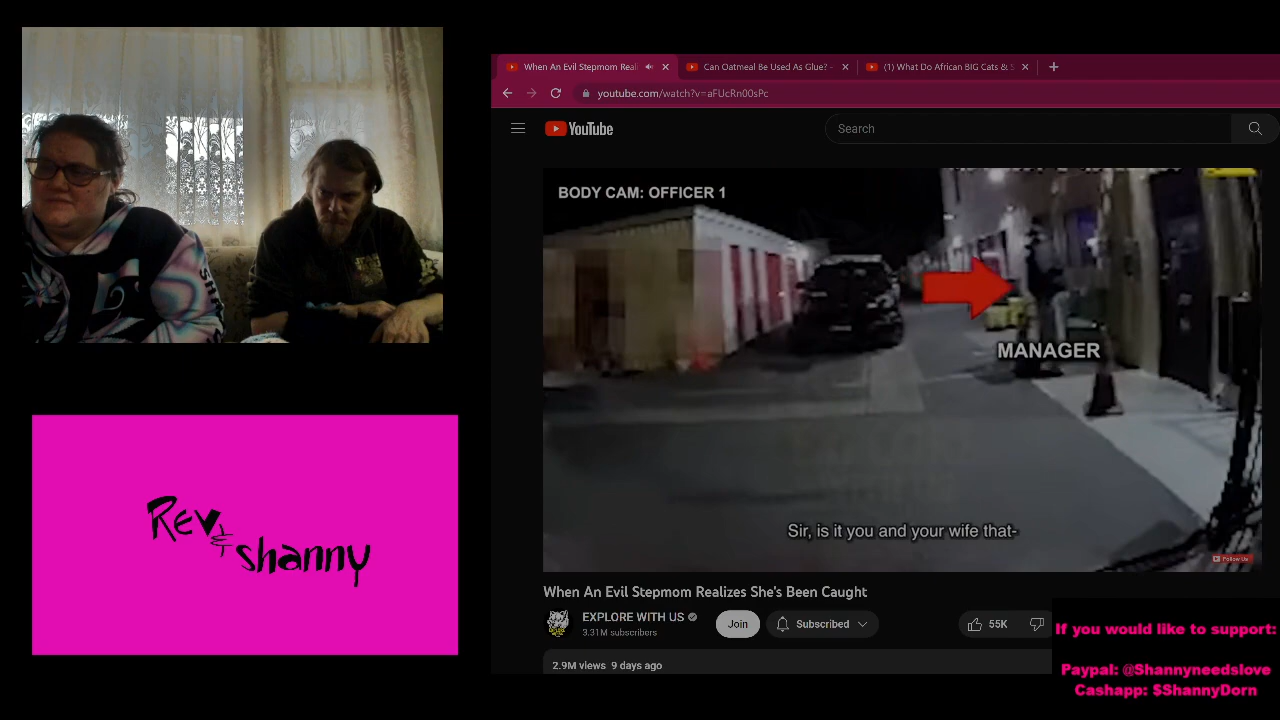 When An Evil Stepmom Reali
Can Oatmeal Be Used As Glue? -
(1) What Do African BIG Cats &
youtube.com/watch?v=aFUcRn00sPc
YouTube
Search
BODY CAM: OFFICER 1
MANAGER
Sir, is it you and your wife that-
Follow Us
When An Evil Stepmom Realizes She's Been Caught
EXPLORE WITH US
3.31M subscribers
Join
Subscribed
55K
2.9M views 9 days ago
Rev
&
shanny
If you would like to support:
Paypal: @Shannyneedslove
Cashapp: $ShannyDorn